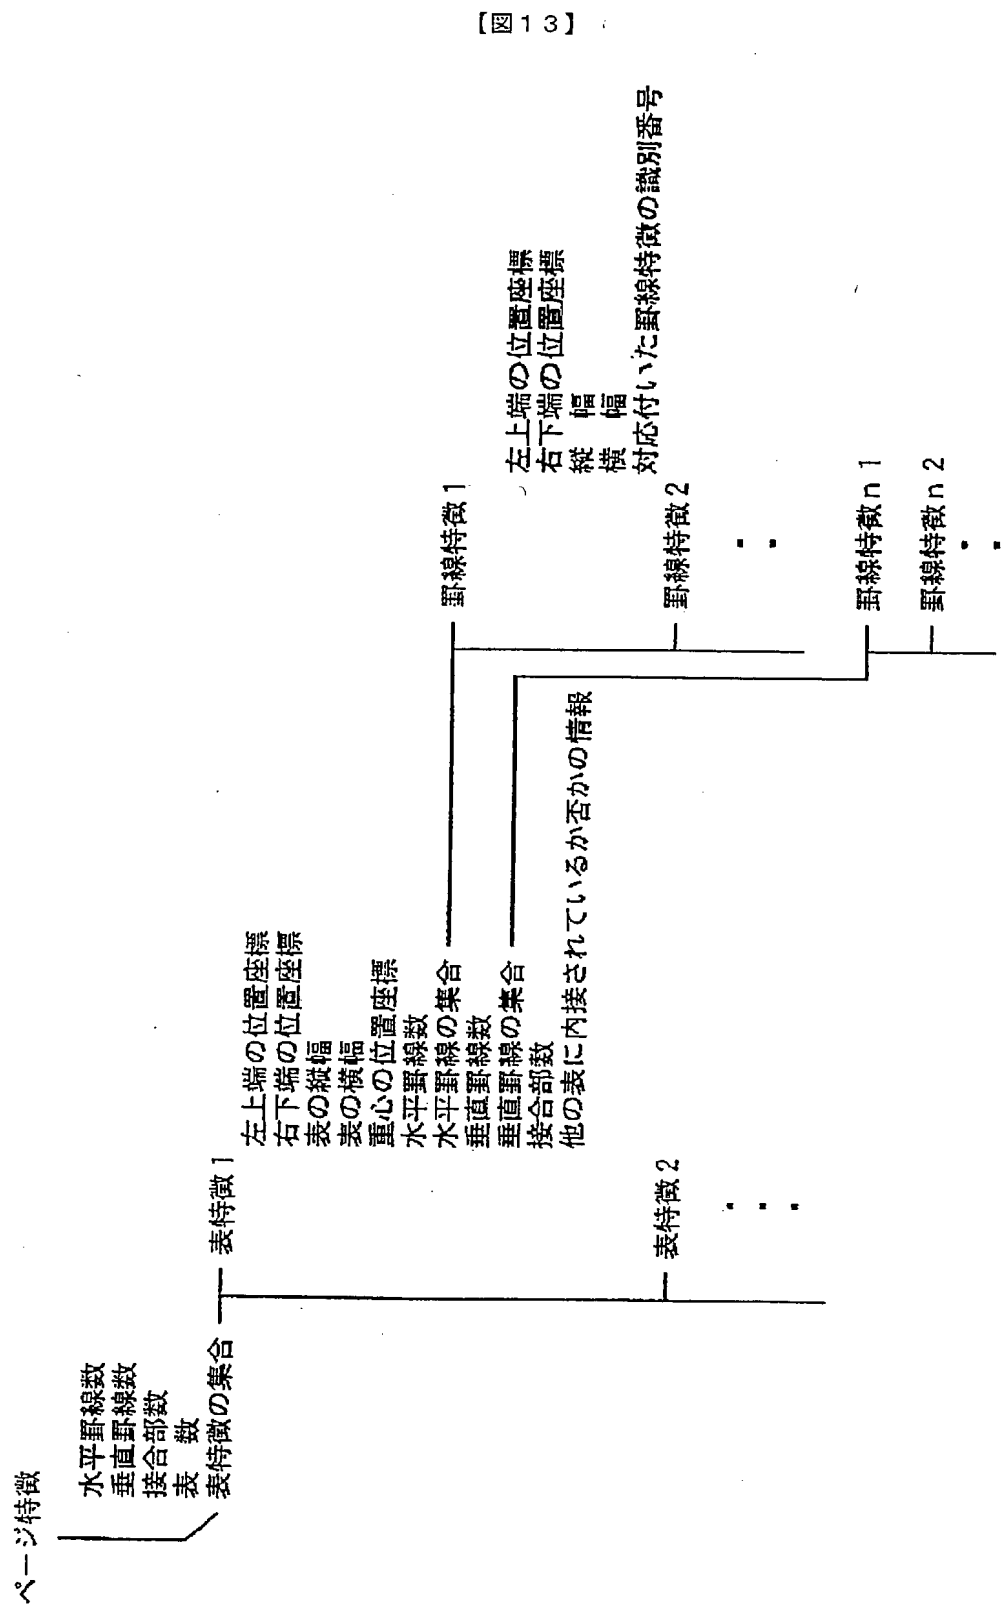 【図13】
ページ特徴
水平罫線数
垂直罫線数
接合部数
表 数
表特徴の集合
表特徴1
左上端の位置座標
右下端の位置座標
表の縦幅
表の横幅
重心の位置座標
水平罫線数
水平罫線の集合
垂直罫線数
垂直罫線の集合
接合部数
他の表に内接されているか否かの情報
表特徴2
罫線特徴1
左上端の位置座標
右下端の位置座標
縦 幅
横 幅
対応付いた罫線特徴の識別番号
罫線特徴2
罫線特徴n1
罫線特徴n2